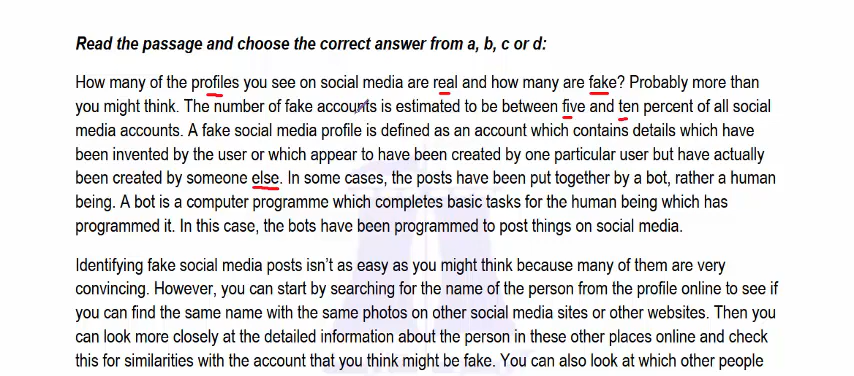 Read the passage and choose the correct answer from a, b, c or d:
How many of the profiles you see on social media are real and how many are fake? Probably more than
you might think. The number of fake accounts is estimated to be between five and ten percent of all social
media accounts. A fake social media profile is defined as an account which contains details which have
been invented by the user or which appear to have been created by one particular user but have actually
been created by someone else. In some cases, the posts have been put together by a bot, rather a human
being. A bot is a computer programme which completes basic tasks for the human being which has
programmed it. In this case, the bots have been programmed to post things on social media.
Identifying fake social media posts isn't as easy as you might think because many of them are very
convincing. However, you can start by searching for the name of the person from the profile online to see if
you can find the same name with the same photos on other social media sites or other websites. Then you
can look more closely at the detailed information about the person in these other places online and check
this for similarities with the account that you think might be fake. You can also look at which other people